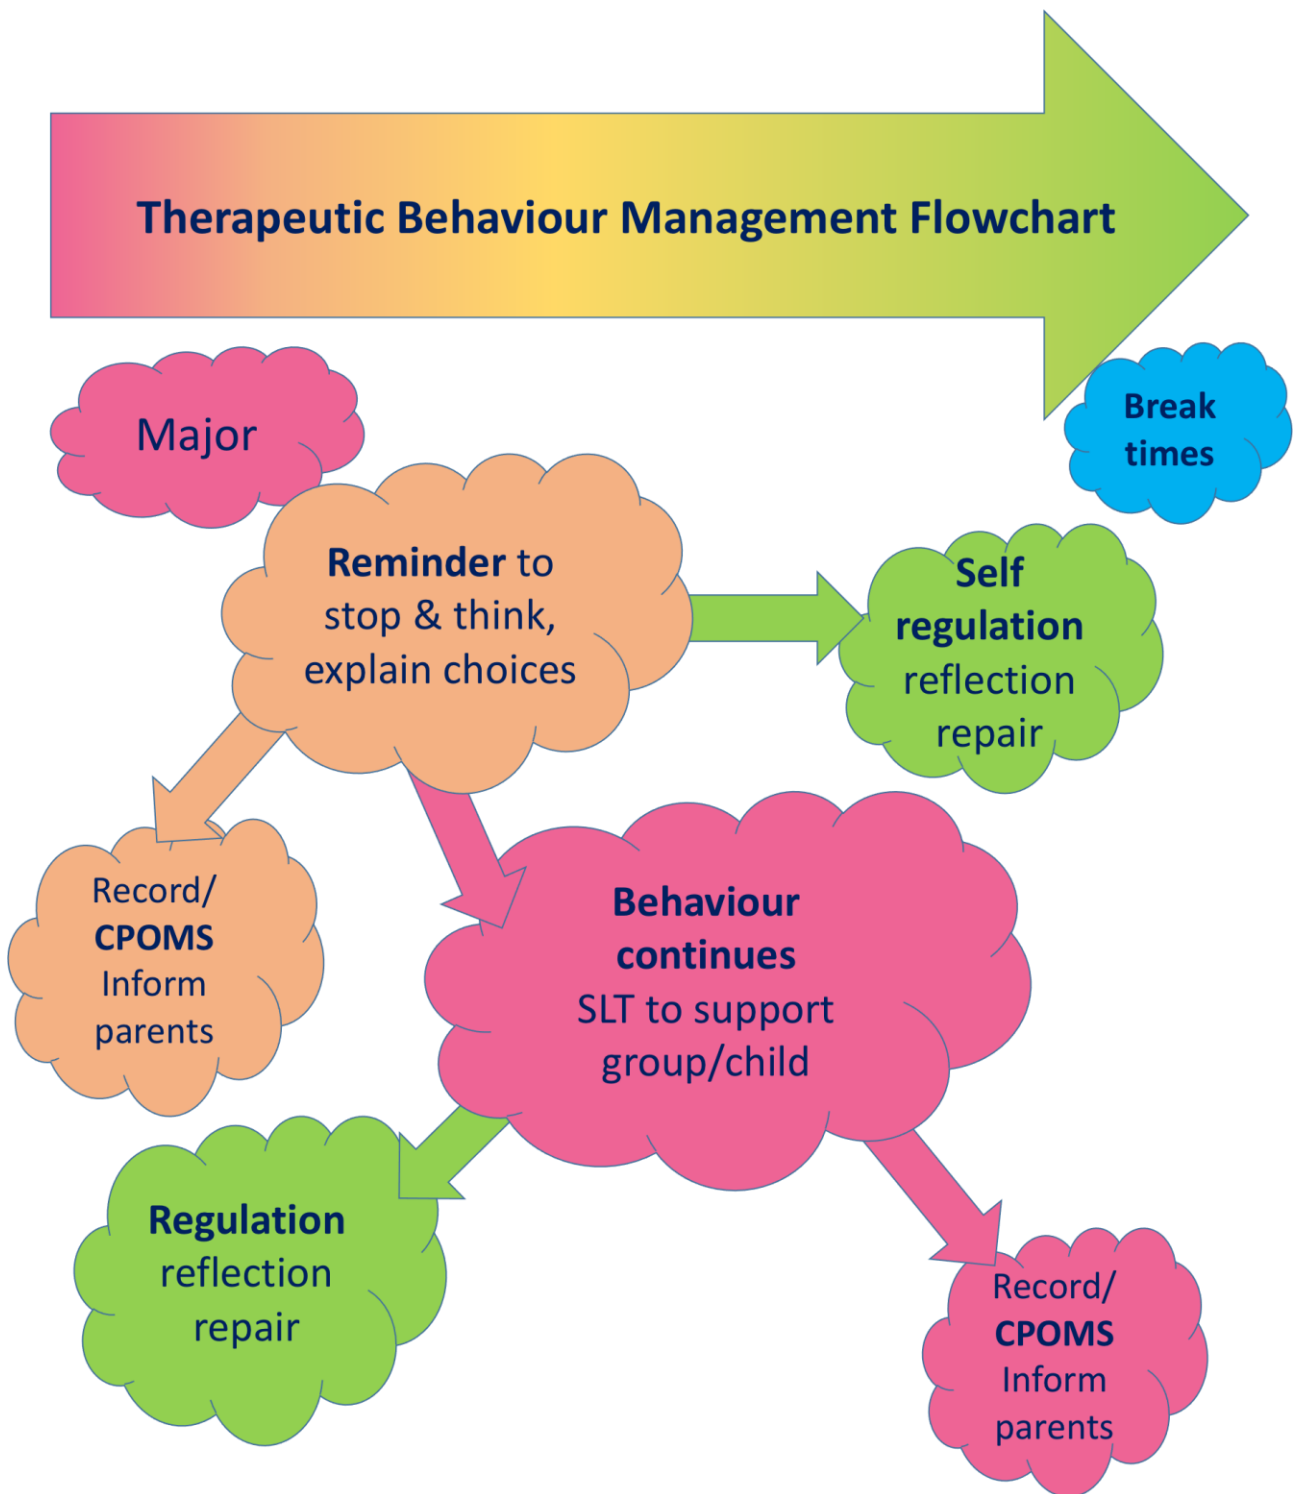 Therapeutic Behaviour Management Flowchart
Major
Break
times
Reminder to
stop & think,
explain choices
Self
regulation
reflection
repair
Record/
CPOMS
Inform
parents
Behaviour
continues
SLT to support
group/child
Regulation
reflection
repair
Record/
CPOMS
Inform
parents